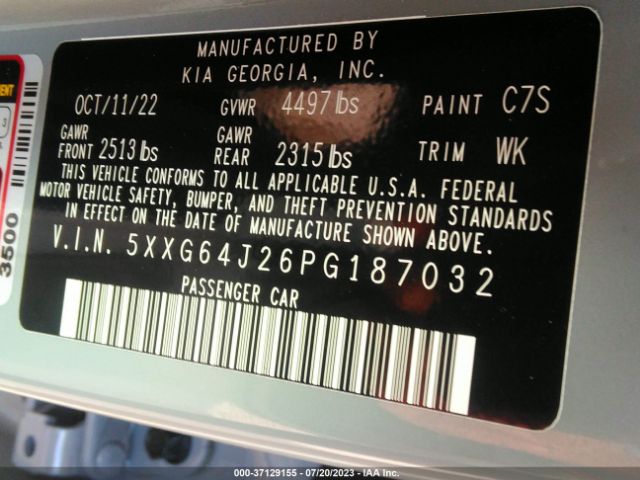 MANUFACTURED BY
KIA GEORGIA, INC.
OCT/11/22 GVWR 4497 lbs PAINT C7S
GAWR FRONT 2513 lbs GAWR REAR 2315 lbs TRIM WK
THIS VEHICLE CONFORMS TO ALL APPLICABLE U.S.A. FEDERAL
MOTOR VEHICLE SAFETY, BUMPER, AND THEFT PREVENTION STANDARDS
IN EFFECT ON THE DATE OF MANUFACTURE SHOWN ABOVE.
V.I.N. 5XXG64J26PG187032
PASSENGER CAR
3500
000-37129155 - 07/20/2023 - IAA Inc.